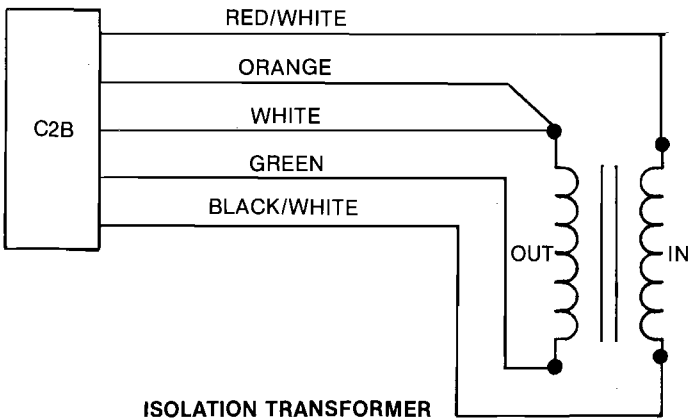 RED/WHITE
ORANGE
C2B
WHITE
GREEN
BLACK/WHITE
OUT
IN
ISOLATION TRANSFORMER